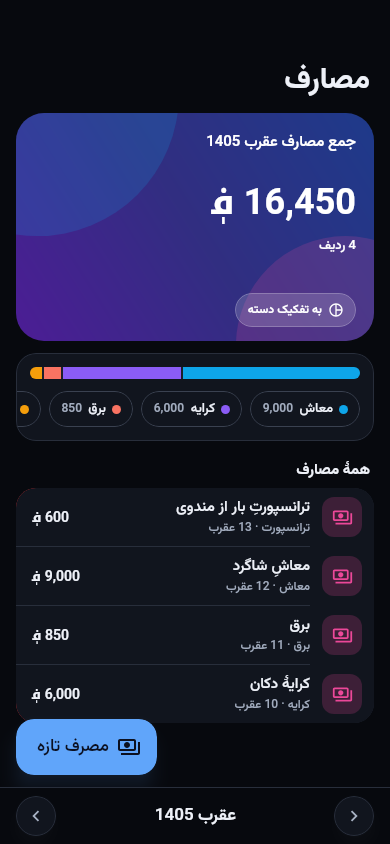 مصارف
جمع مصارف عقرب 1405
16,450 ؋
4 ردیف
به تفکیک دسته
معاش 9,000
کرایه 6,000
برق 850
همهٔ مصارف
ترانسپورتِ بار از مندوی
ترانسپورت · 13 عقرب
600 ؋
معاشِ شاگرد
معاش · 12 عقرب
9,000 ؋
برق
برق · 11 عقرب
850 ؋
کرایهٔ دکان
کرایه · 10 عقرب
6,000 ؋
مصرف تازه
عقرب 1405